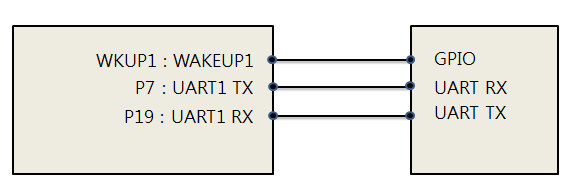 WKUP1 : WAKEUP1
GPIO
P7 : UART1 TX
UART RX
P19 : UART1 RX
UART TX